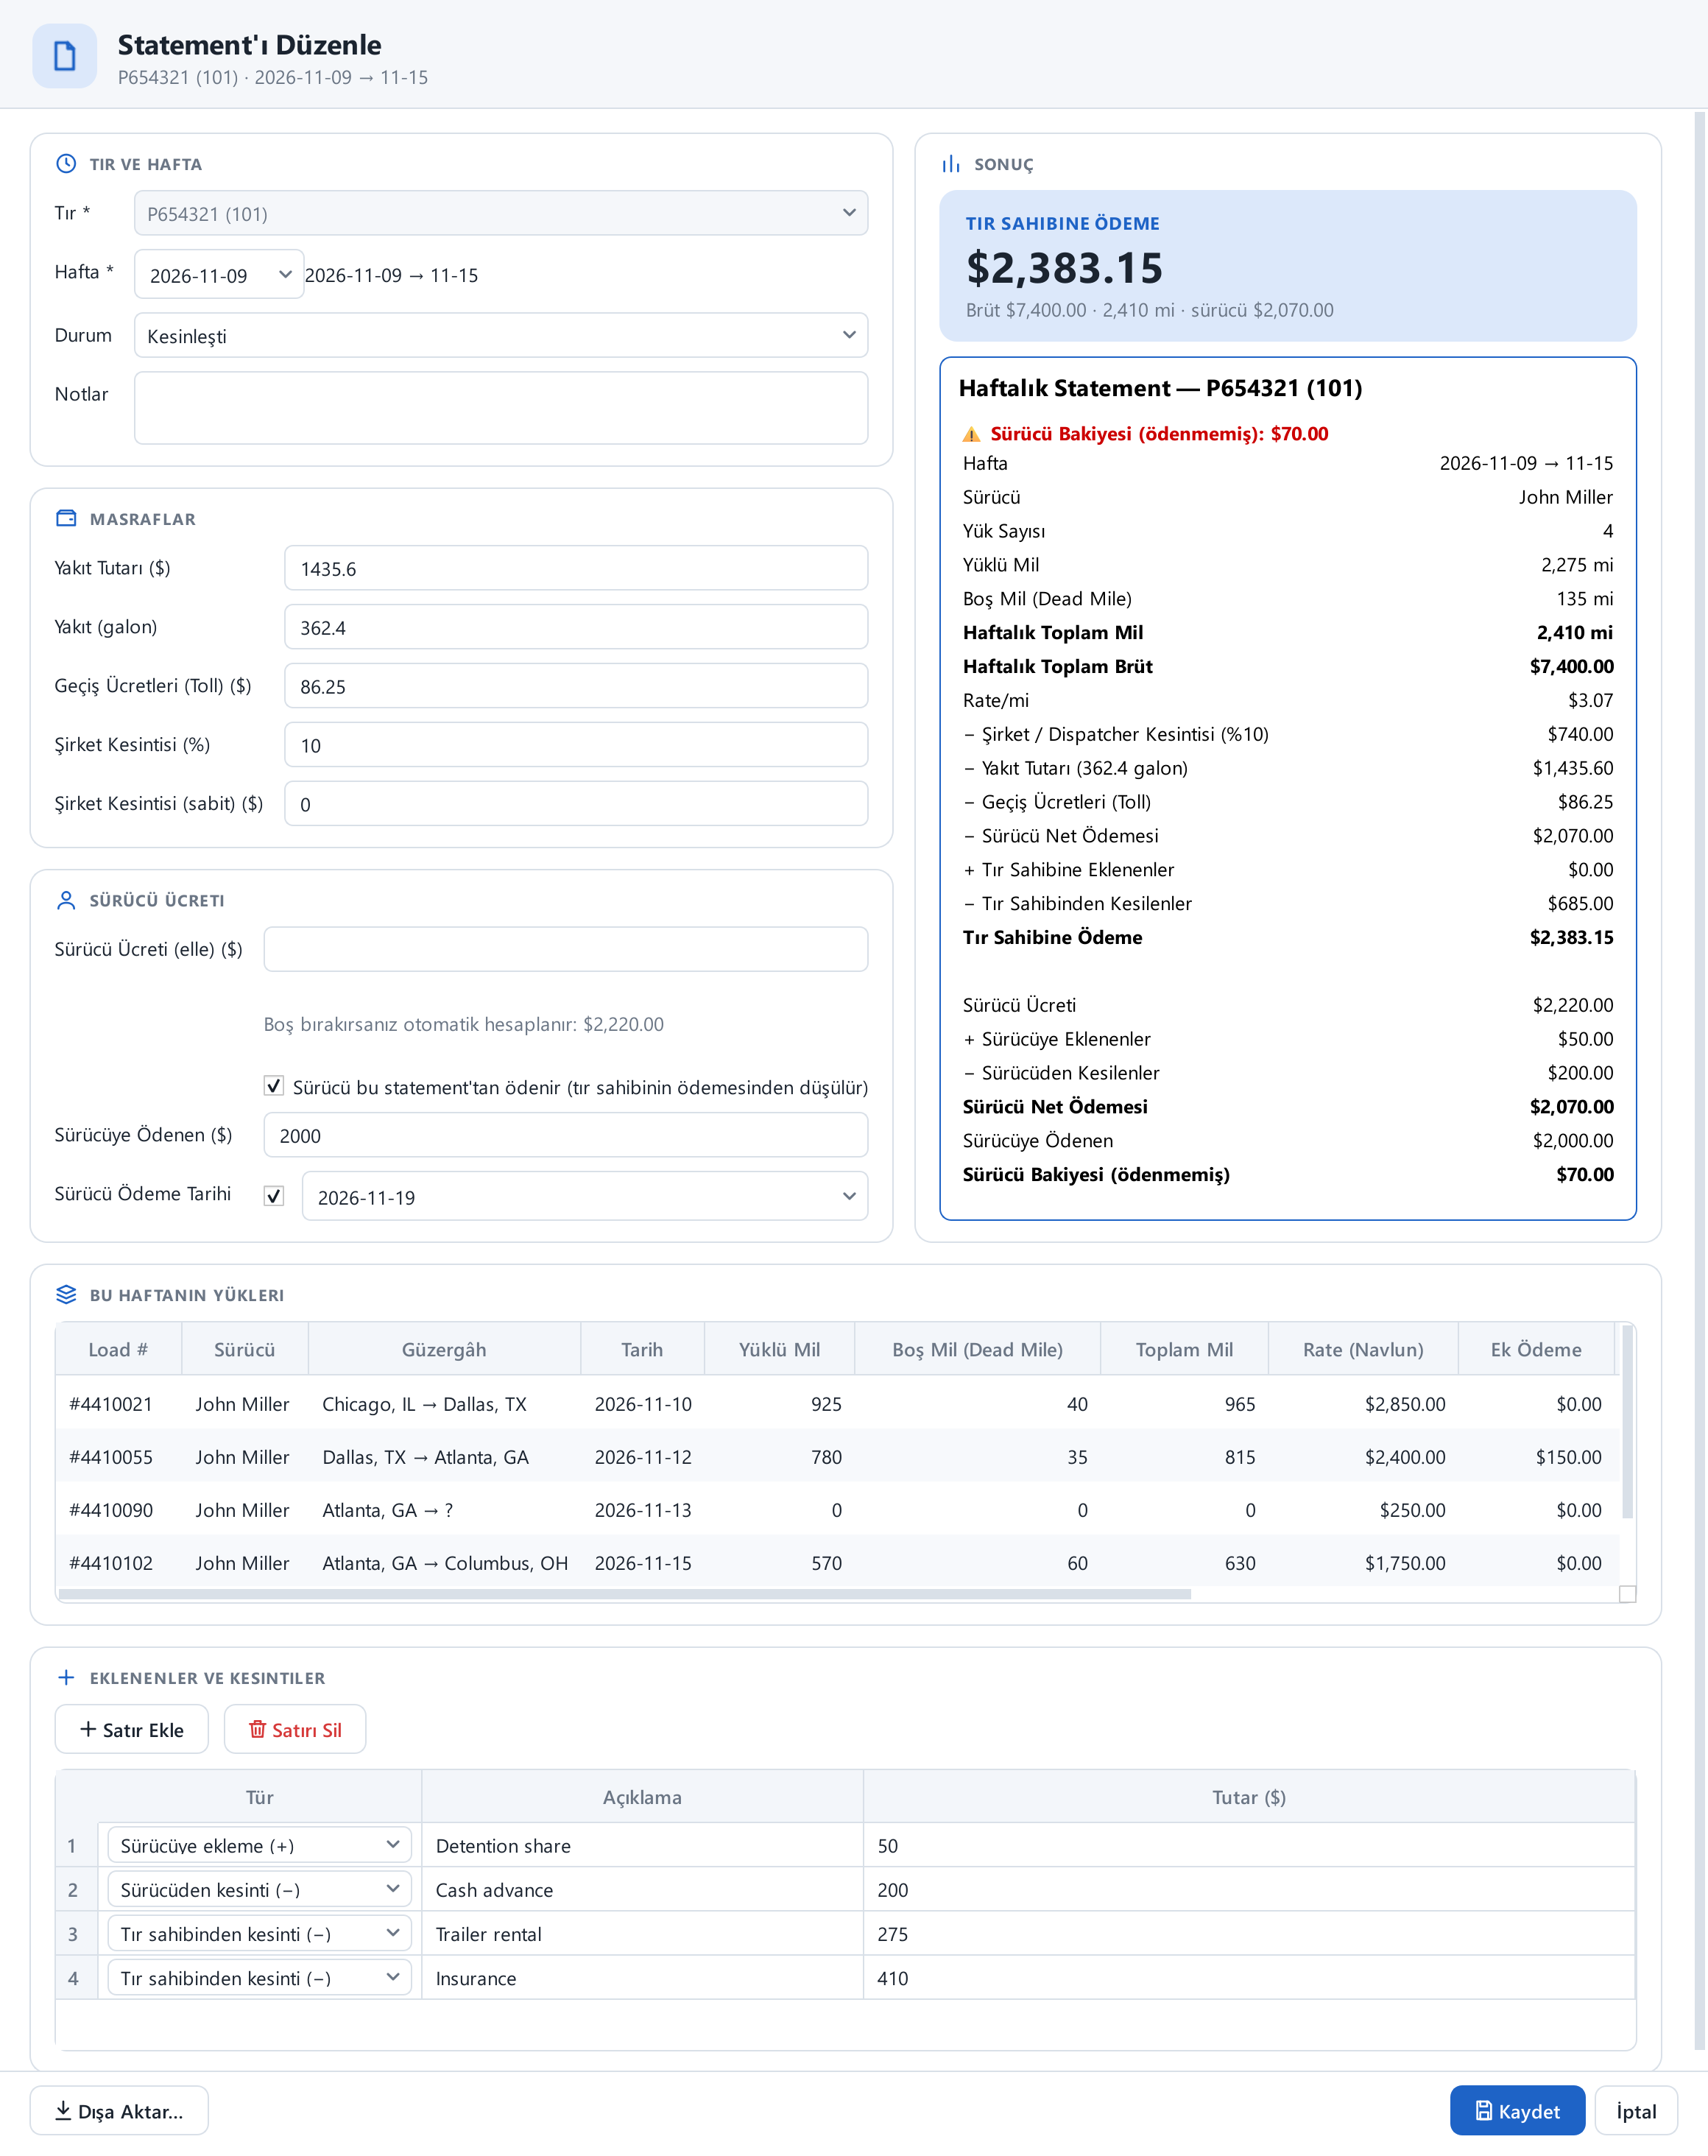 Statement'ı Düzenle
P654321 (101) · 2026-11-09 → 11-15
TIR VE HAFTA
Tır * P654321 (101)
Hafta * 2026-11-09 2026-11-09 → 11-15
Durum Kesinleşti
Notlar
MASRAFLAR
Yakıt Tutarı ($) 1435.6
Yakıt (galon) 362.4
Geçiş Ücretleri (Toll) ($) 86.25
Şirket Kesintisi (%) 10
Şirket Kesintisi (sabit) ($) 0
SÜRÜCÜ ÜCRETI
Sürücü Ücreti (elle) ($)
Boş bırakırsanız otomatik hesaplanır: $2,220.00
Sürücü bu statement'tan ödenir (tır sahibinin ödemesinden düşülür)
Sürücüye Ödenen ($) 2000
Sürücü Ödeme Tarihi 2026-11-19
SONUÇ
TIR SAHIBINE ÖDEME
$2,383.15
Brüt $7,400.00 · 2,410 mi · sürücü $2,070.00
Haftalık Statement — P654321 (101)
⚠ Sürücü Bakiyesi (ödenmemiş): $70.00
Hafta 2026-11-09 → 11-15
Sürücü John Miller
Yük Sayısı 4
Yüklü Mil 2,275 mi
Boş Mil (Dead Mile) 135 mi
Haftalık Toplam Mil 2,410 mi
Haftalık Toplam Brüt $7,400.00
Rate/mi $3.07
− Şirket / Dispatcher Kesintisi (%10) $740.00
− Yakıt Tutarı (362.4 galon) $1,435.60
− Geçiş Ücretleri (Toll) $86.25
− Sürücü Net Ödemesi $2,070.00
+ Tır Sahibine Eklenenler $0.00
− Tır Sahibinden Kesilenler $685.00
Tır Sahibine Ödeme $2,383.15
Sürücü Ücreti $2,220.00
+ Sürücüye Eklenenler $50.00
− Sürücüden Kesilenler $200.00
Sürücü Net Ödemesi $2,070.00
Sürücüye Ödenen $2,000.00
Sürücü Bakiyesi (ödenmemiş) $70.00
BU HAFTANIN YÜKLERI
Load # Sürücü Güzergâh Tarih Yüklü Mil Boş Mil (Dead Mile) Toplam Mil Rate (Navlun) Ek Ödeme
#4410021 John Miller Chicago, IL → Dallas, TX 2026-11-10 925 40 965 $2,850.00 $0.00
#4410055 John Miller Dallas, TX → Atlanta, GA 2026-11-12 780 35 815 $2,400.00 $150.00
#4410090 John Miller Atlanta, GA → ? 2026-11-13 0 0 0 $250.00 $0.00
#4410102 John Miller Atlanta, GA → Columbus, OH 2026-11-15 570 60 630 $1,750.00 $0.00
EKLENENLER VE KESINTILER
+ Satır Ekle Satırı Sil
Tür Açıklama Tutar ($)
1 Sürücüye ekleme (+) Detention share 50
2 Sürücüden kesinti (−) Cash advance 200
3 Tır sahibinden kesinti (−) Trailer rental 275
4 Tır sahibinden kesinti (−) Insurance 410
Dışa Aktar... Kaydet İptal